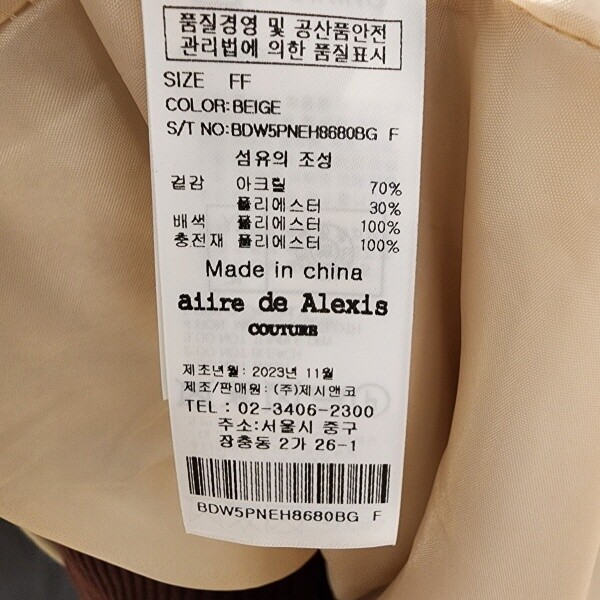 품질경영 및 공산품안전
관리법에 의한 품질표시
SIZE FF
COLOR:BEIGE
S/T NO:BDW5PNEH8680BG F
섬유의 조성
겉감 아크릴 70%
폴리에스터 30%
배색 폴리에스터 100%
충전재 폴리에스터 100%
Made in china
aiire de Alexis
COUTURE
제조년월: 2023년 11월
제조/판매원: (주)제시앤코
TEL : 02-3406-2300
주소:서울시 중구
장충동 2가 26-1
BDW5PNEH8680BG F